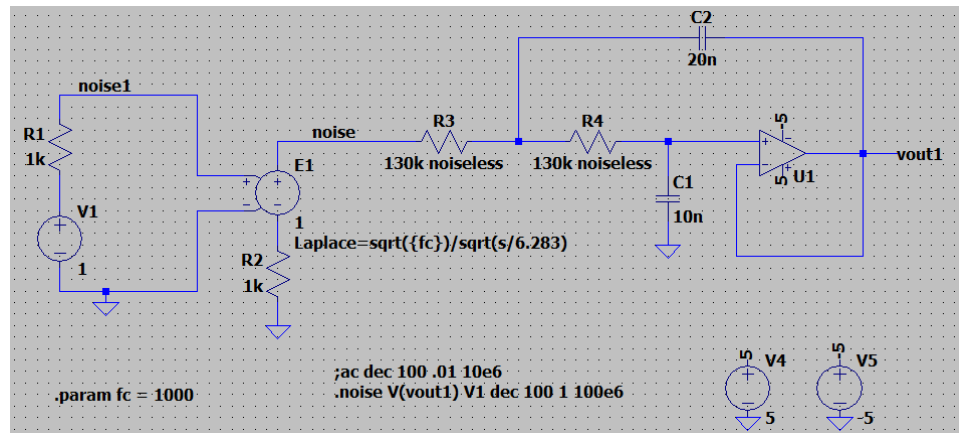 C2
20n
noise1
R1
1k
noise
R3
130k noiseless
R4
130k noiseless
-5
+
-
+
-
5
U1
vout1
E1
+
-
+
-
1
Laplace=sqrt({fc})/sqrt(s/6.283)
V1
+
-
1
C1
10n
R2
1k
;ac dec 100 .01 10e6
.noise V(vout1) V1 dec 100 1 100e6
.param fc = 1000
5
V4
+
-
5
-5
V5
+
-
-5